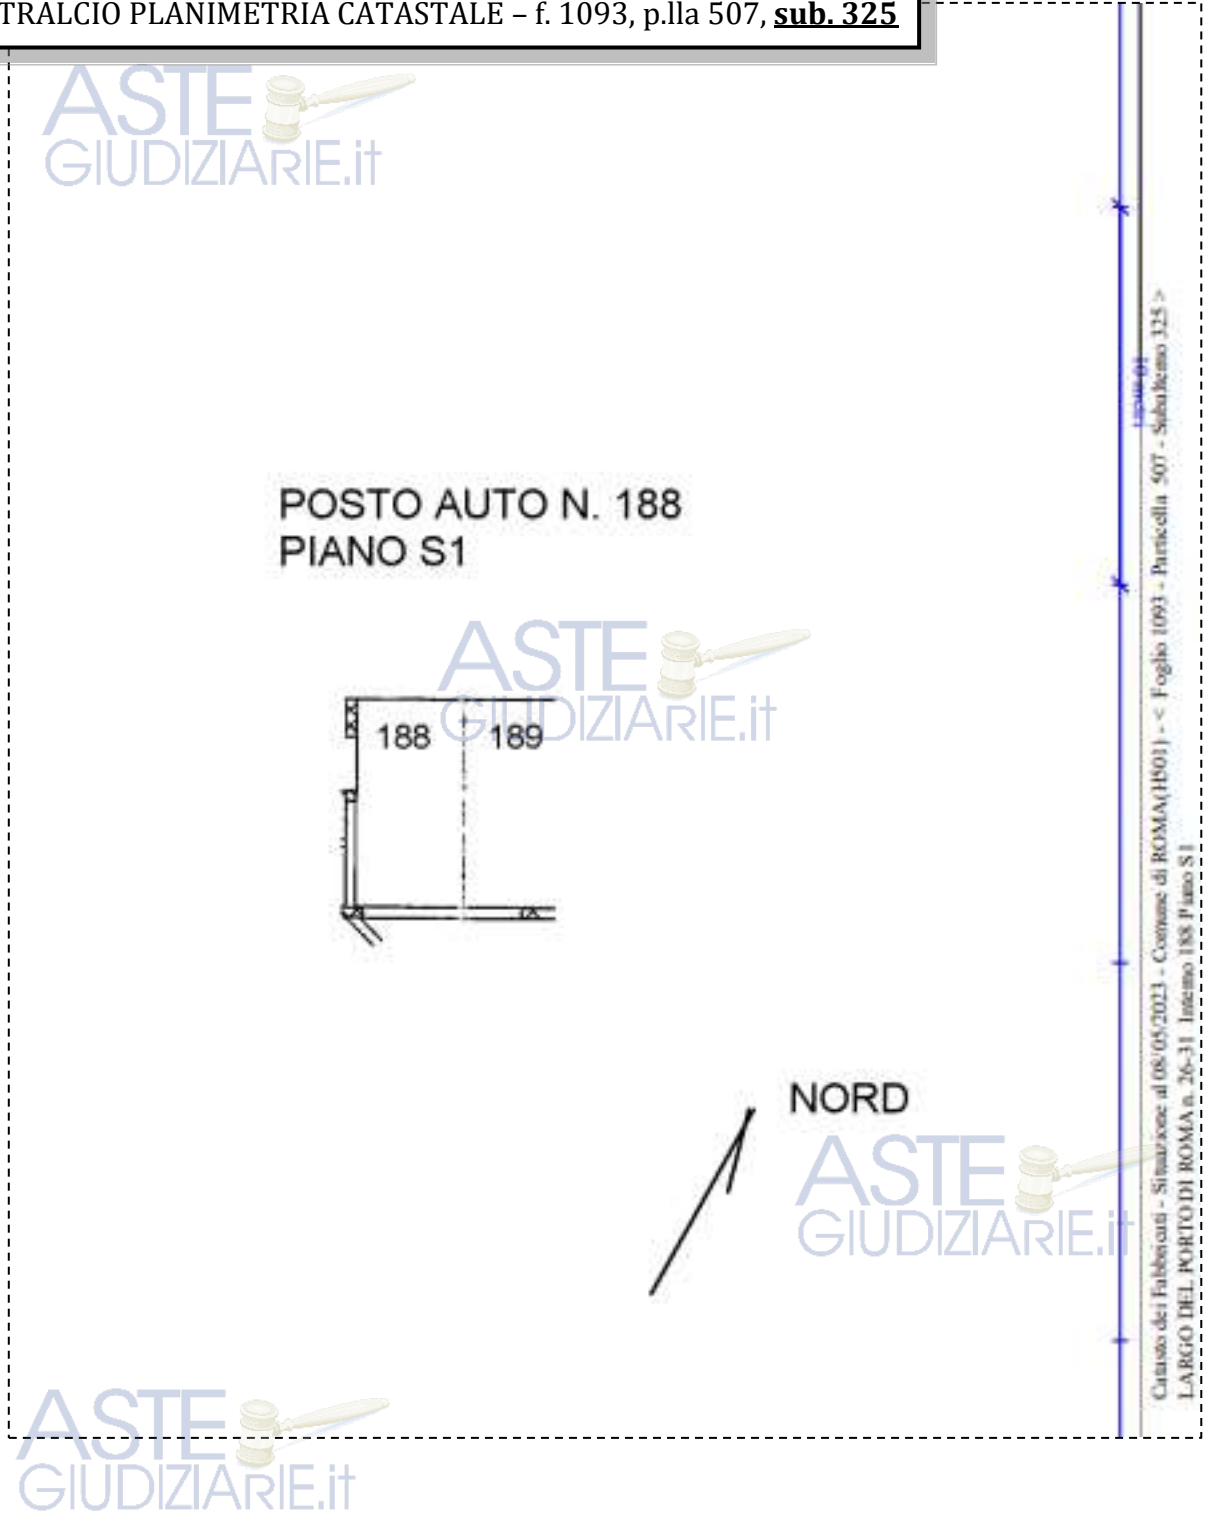 TRALCIO PLANIMETRIA CATASTALE – f. 1093, p.lla 507, sub. 325
ASTE
GIUDIZIARIE.it
POSTO AUTO N. 188
PIANO S1
ASTE
GIUDIZIARIE.it
188
189
NORD
ASTE
GIUDIZIARIE.it
ASTE
GIUDIZIARIE.it
10 metri
Catasto dei Fabbricati - Situazione al 08/05/2023 - Comune di ROMA(H501) - < Foglio 1093 - Particella 507 - Subalterno 325 >
LARGO DEL PORTO DI ROMA n. 26-31 Interno 188 Piano S1